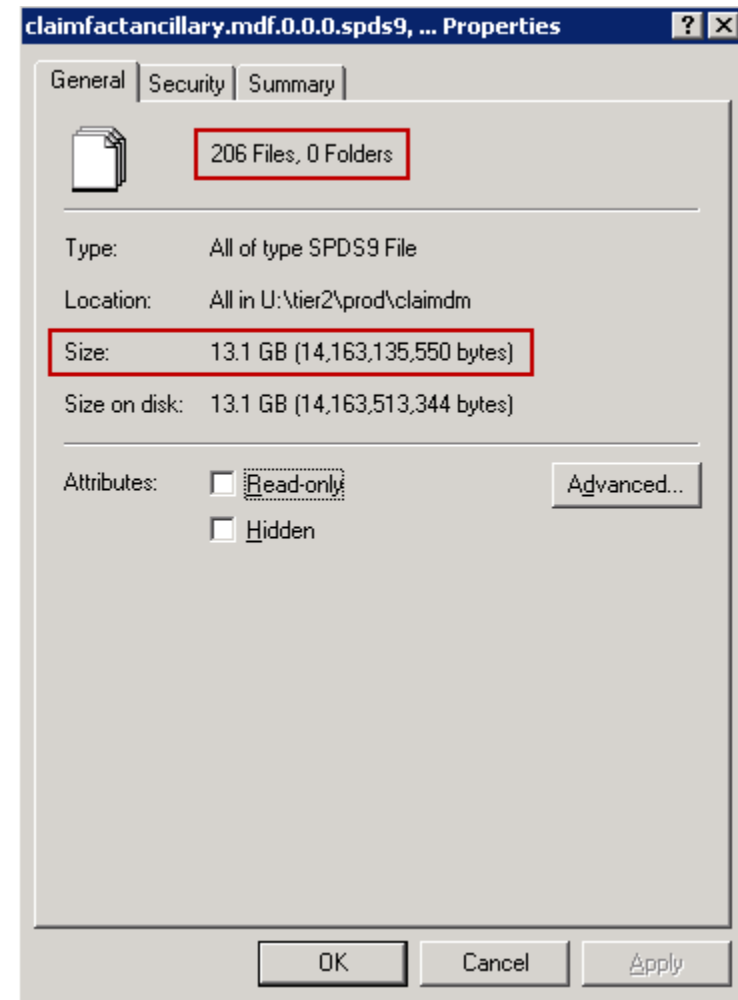 claimfactancillary.mdf.0.0.0.spds9, ... Properties
General Security Summary
206 Files, 0 Folders
Type: All of type SPDS9 File
Location: All in U:\tier2\prod\claimdm
Size: 13.1 GB (14,163,135,550 bytes)
Size on disk: 13.1 GB (14,163,513,344 bytes)
Attributes: Read-only Advanced...
Hidden
OK Cancel Apply